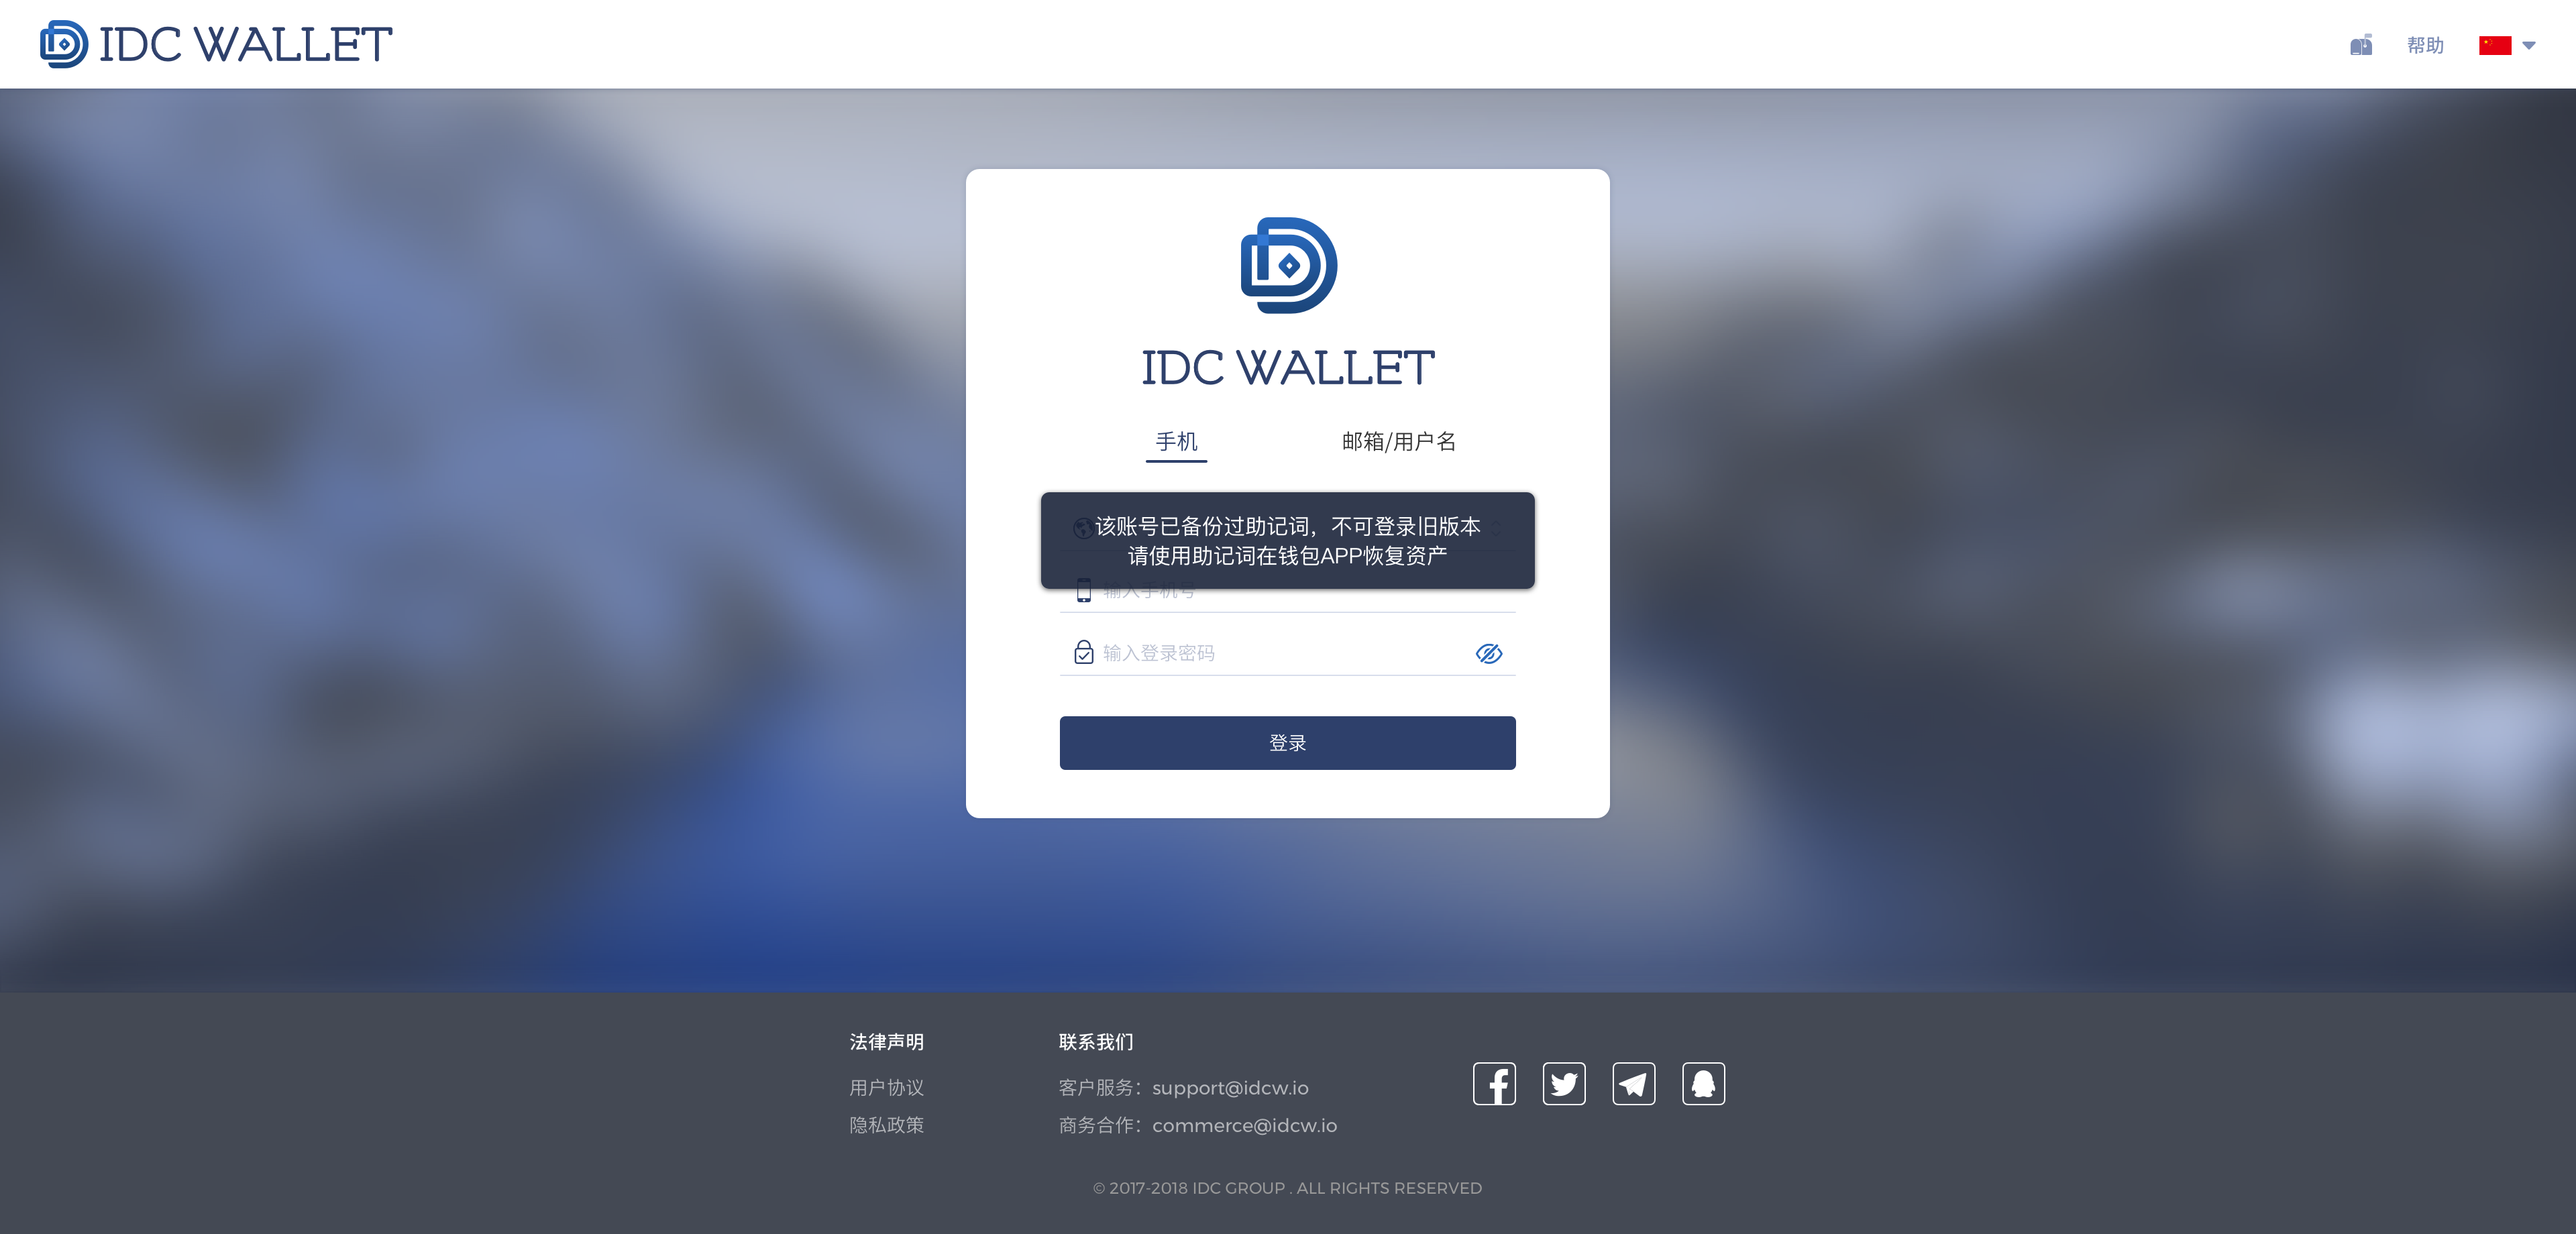 IDC WALLET
帮助
IDC WALLET
手机
邮箱/用户名
该账号已备份过助记词，不可登录旧版本
请使用助记词在钱包APP恢复资产
输入手机号
输入登录密码
登录
法律声明
联系我们
用户协议
客户服务：support@idcw.io
隐私政策
商务合作：commerce@idcw.io
© 2017-2018 IDC GROUP . ALL RIGHTS RESERVED